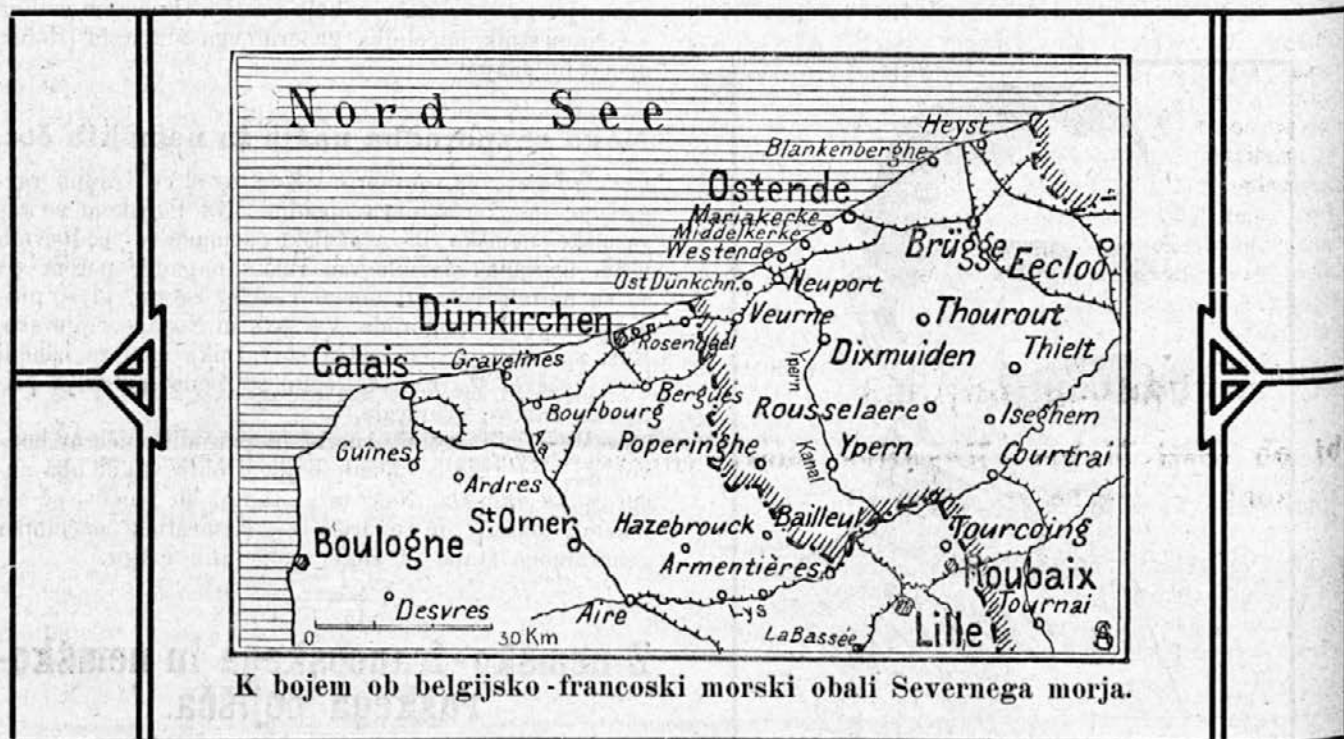 Nord See
Heyst
Blankenberghe
Ostende
Mariakerke
Middelkerke
Westende
Brügge
Eecloo
Ost Dünkchn.
Neuport
Dünkirchen
Veurne
Thourout
Rosendael
Calais
Gravelines
Ypern
Dixmuiden
Thielt
Bergues
Bourbourg
Rousselaere
Iseghem
Aa
Poperinghe
Kanal
Ypern
Courtrai
Guînes
Ardres
St. Omer
Hazebrouck
Bailleul
Tourcoing
Boulogne
Armentières
Roubaix
Desvres
Aire
Lys
Tournai
0 30 Km
La Bassée
Lille
K bojem ob belgijsko-francoski morski obali Severnega morja.